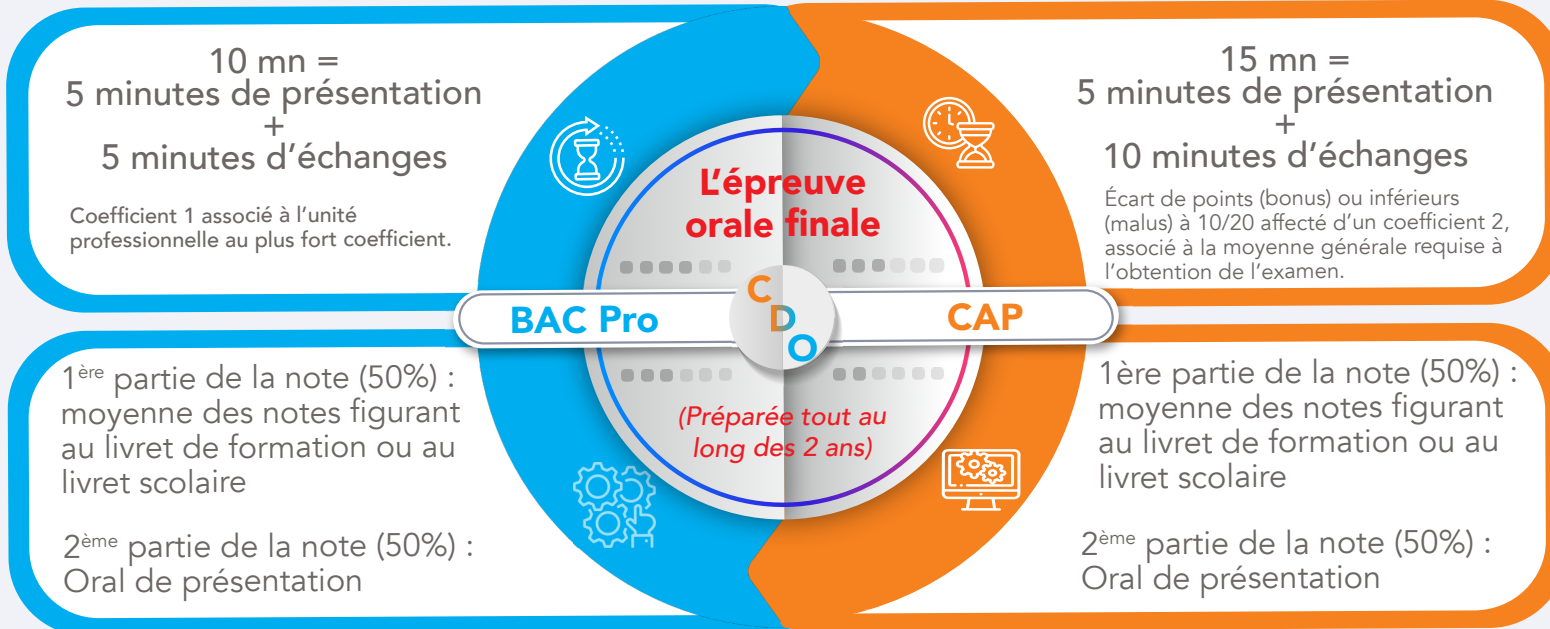 10 mn =
5 minutes de présentation
+
5 minutes d’échanges
Coefficient 1 associé à l’unité
professionnelle au plus fort coefficient.
15 mn =
5 minutes de présentation
+
10 minutes d’échanges
Écart de points (bonus) ou inférieurs
(malus) à 10/20 affecté d’un coefficient 2,
associé à la moyenne générale requise à
l’obtention de l’examen.
L’épreuve
orale finale
BAC Pro
C
D
O
CAP
(Préparée tout au
long des 2 ans)
1ère partie de la note (50%) :
moyenne des notes figurant
au livret de formation ou au
livret scolaire
2ème partie de la note (50%) :
Oral de présentation
1ère partie de la note (50%) :
moyenne des notes figurant
au livret de formation ou au
livret scolaire
2ème partie de la note (50%) :
Oral de présentation